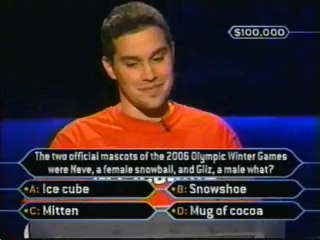 $100,000
The two official mascots of the 2006 Olympic Winter Games
were Neve, a female snowball, and Gliz, a male what?
A: Ice cube
B: Snowshoe
C: Mitten
D: Mug of cocoa